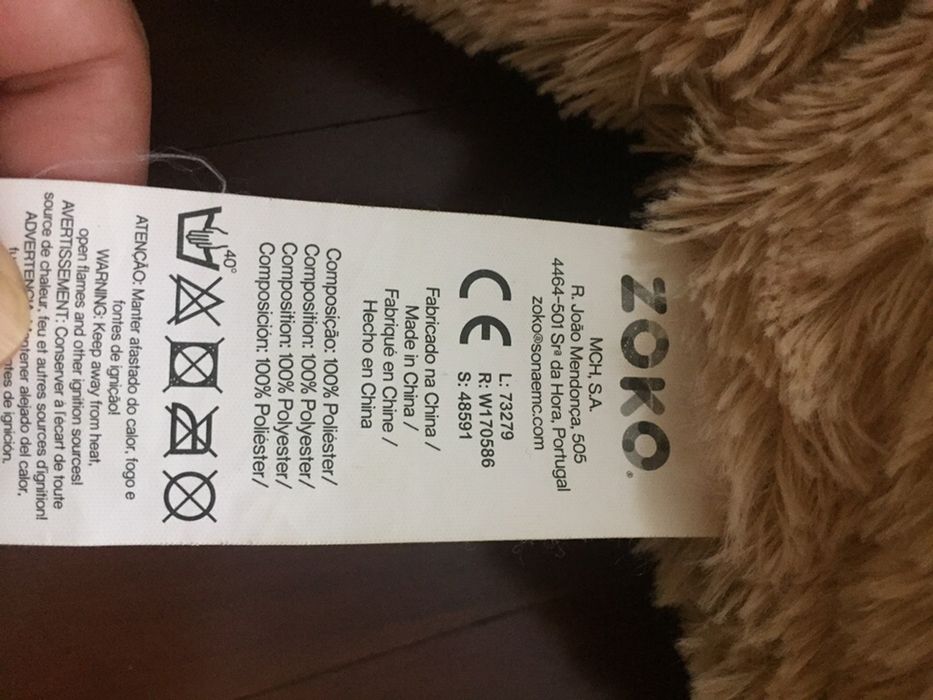 ZOKO®
MCH, S.A.
R. João Mendonça, 505
4464-501 Srª da Hora, Portugal
zoko@sonaemc.com
CE
L: 73279
R: W170586
S: 48591
Fabricado na China /
Made in China /
Fabriqué en Chine /
Hecho en China
Composição: 100% Poliéster/
Composition: 100% Polyester/
Composition: 100% Polyester/
Composición: 100% Poliéster/
40°
ATENÇÃO: Manter afastado do calor, fogo e
fontes de ignição!
WARNING: Keep away from heat,
open flames and other ignition sources!
AVERTISSEMENT: Conserver à l'écart de toute
source de chaleur, feu et autres sources d'ignition!
ADVERTENCIA: Mantener alejado del calor,
de ignición.